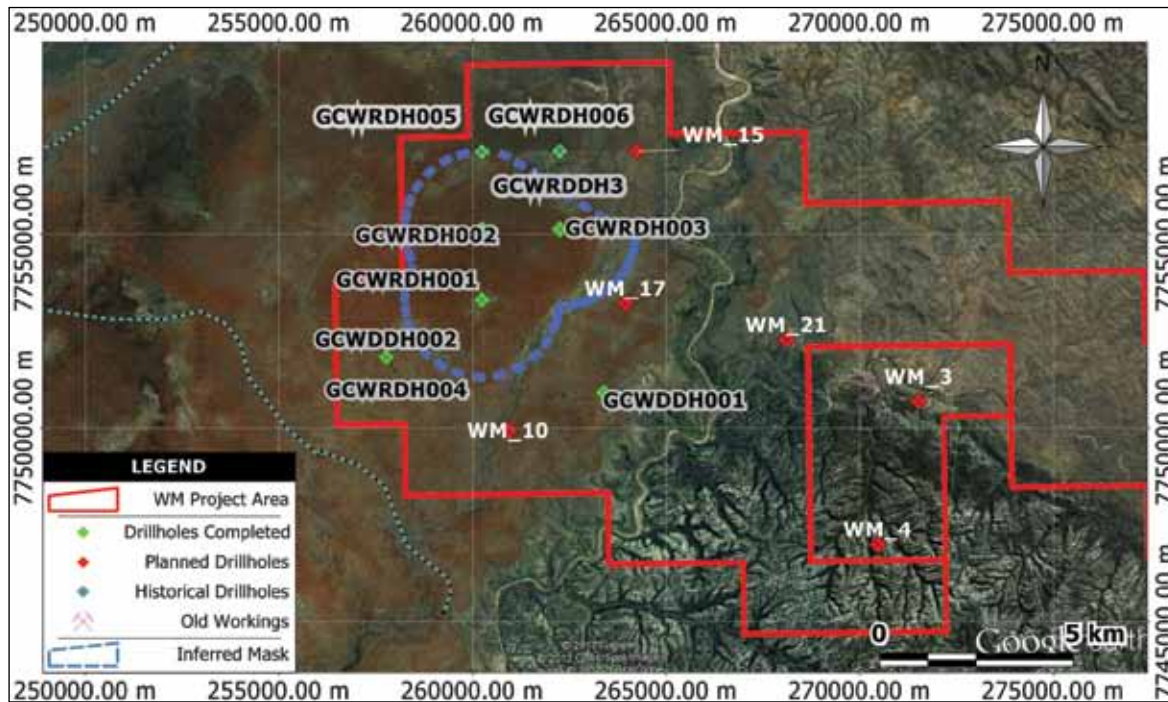 250000.00 m 255000.00 m 260000.00 m 265000.00 m 270000.00 m 275000.00 m
N
GCWRDH005
GCWRDH006
WM_15
GCWRDDH3
GCWRDH002
GCWRDH003
7755000.00 m
7755000.00 m
GCWRDH001
WM_17
GCWDDH002
WM_21
GCWRDH004
WM_3
GCWDDH001
WM_10
7750000.00 m
7750000.00 m
LEGEND
WM Project Area
Drillholes Completed
Planned Drillholes
Historical Drillholes
Old Workings
Inferred Mask
WM_4
0 5 km
Google
7745000.00 m
250000.00 m 255000.00 m 260000.00 m 265000.00 m 270000.00 m 275000.00 m